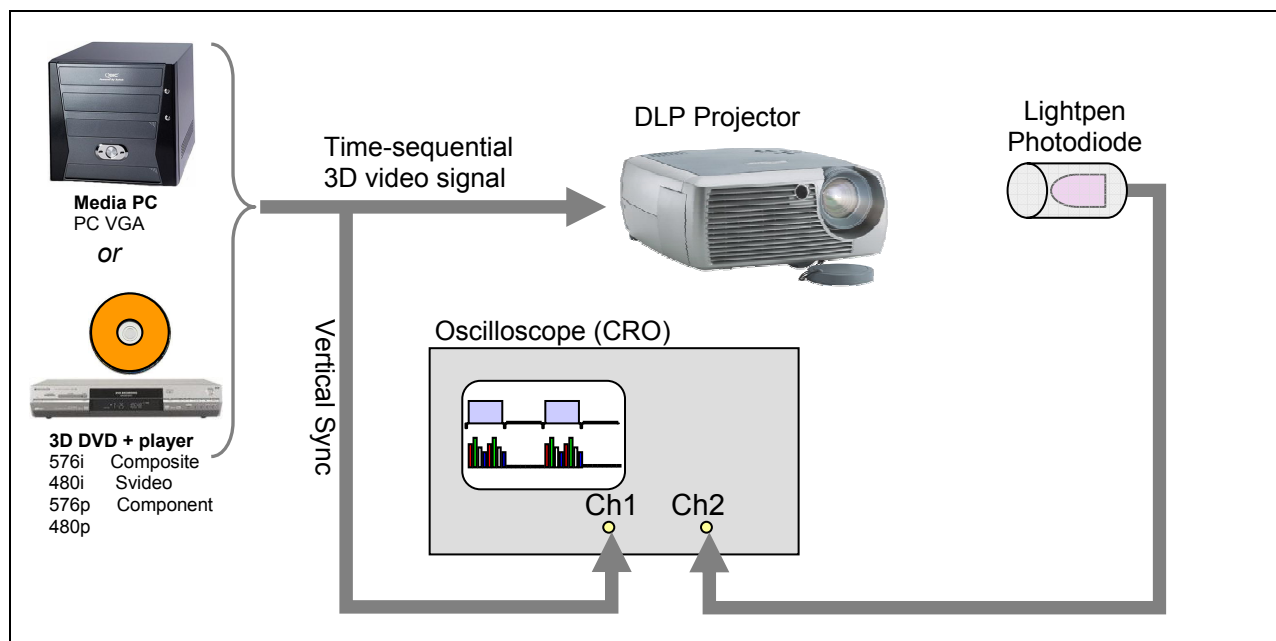 Time-sequential
3D video signal
DLP Projector
Lightpen
Photodiode
Media PC
PC VGA
or
Vertical Sync
Oscilloscope (CRO)
Ch1 Ch2
3D DVD + player
576i Composite
480i Svideo
576p Component
480p